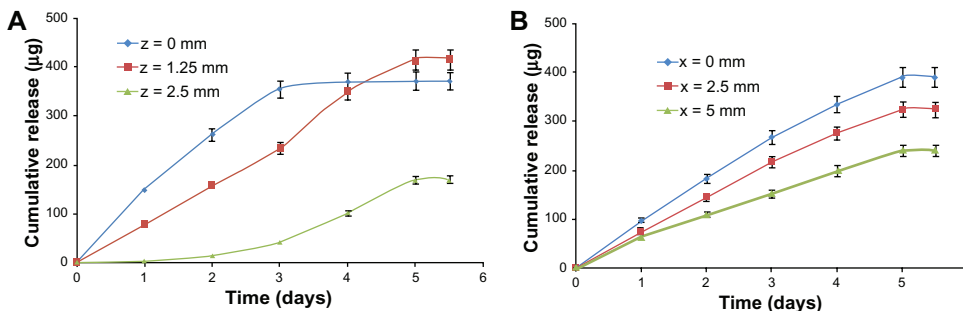 A
500
400
300
200
100
0
Cumulative release (µg)
z = 0 mm
z = 1.25 mm
z = 2.5 mm
0 1 2 3 4 5 6
Time (days)
B
500
400
300
200
100
0
Cumulative release (µg)
x = 0 mm
x = 2.5 mm
x = 5 mm
0 1 2 3 4 5
Time (days)